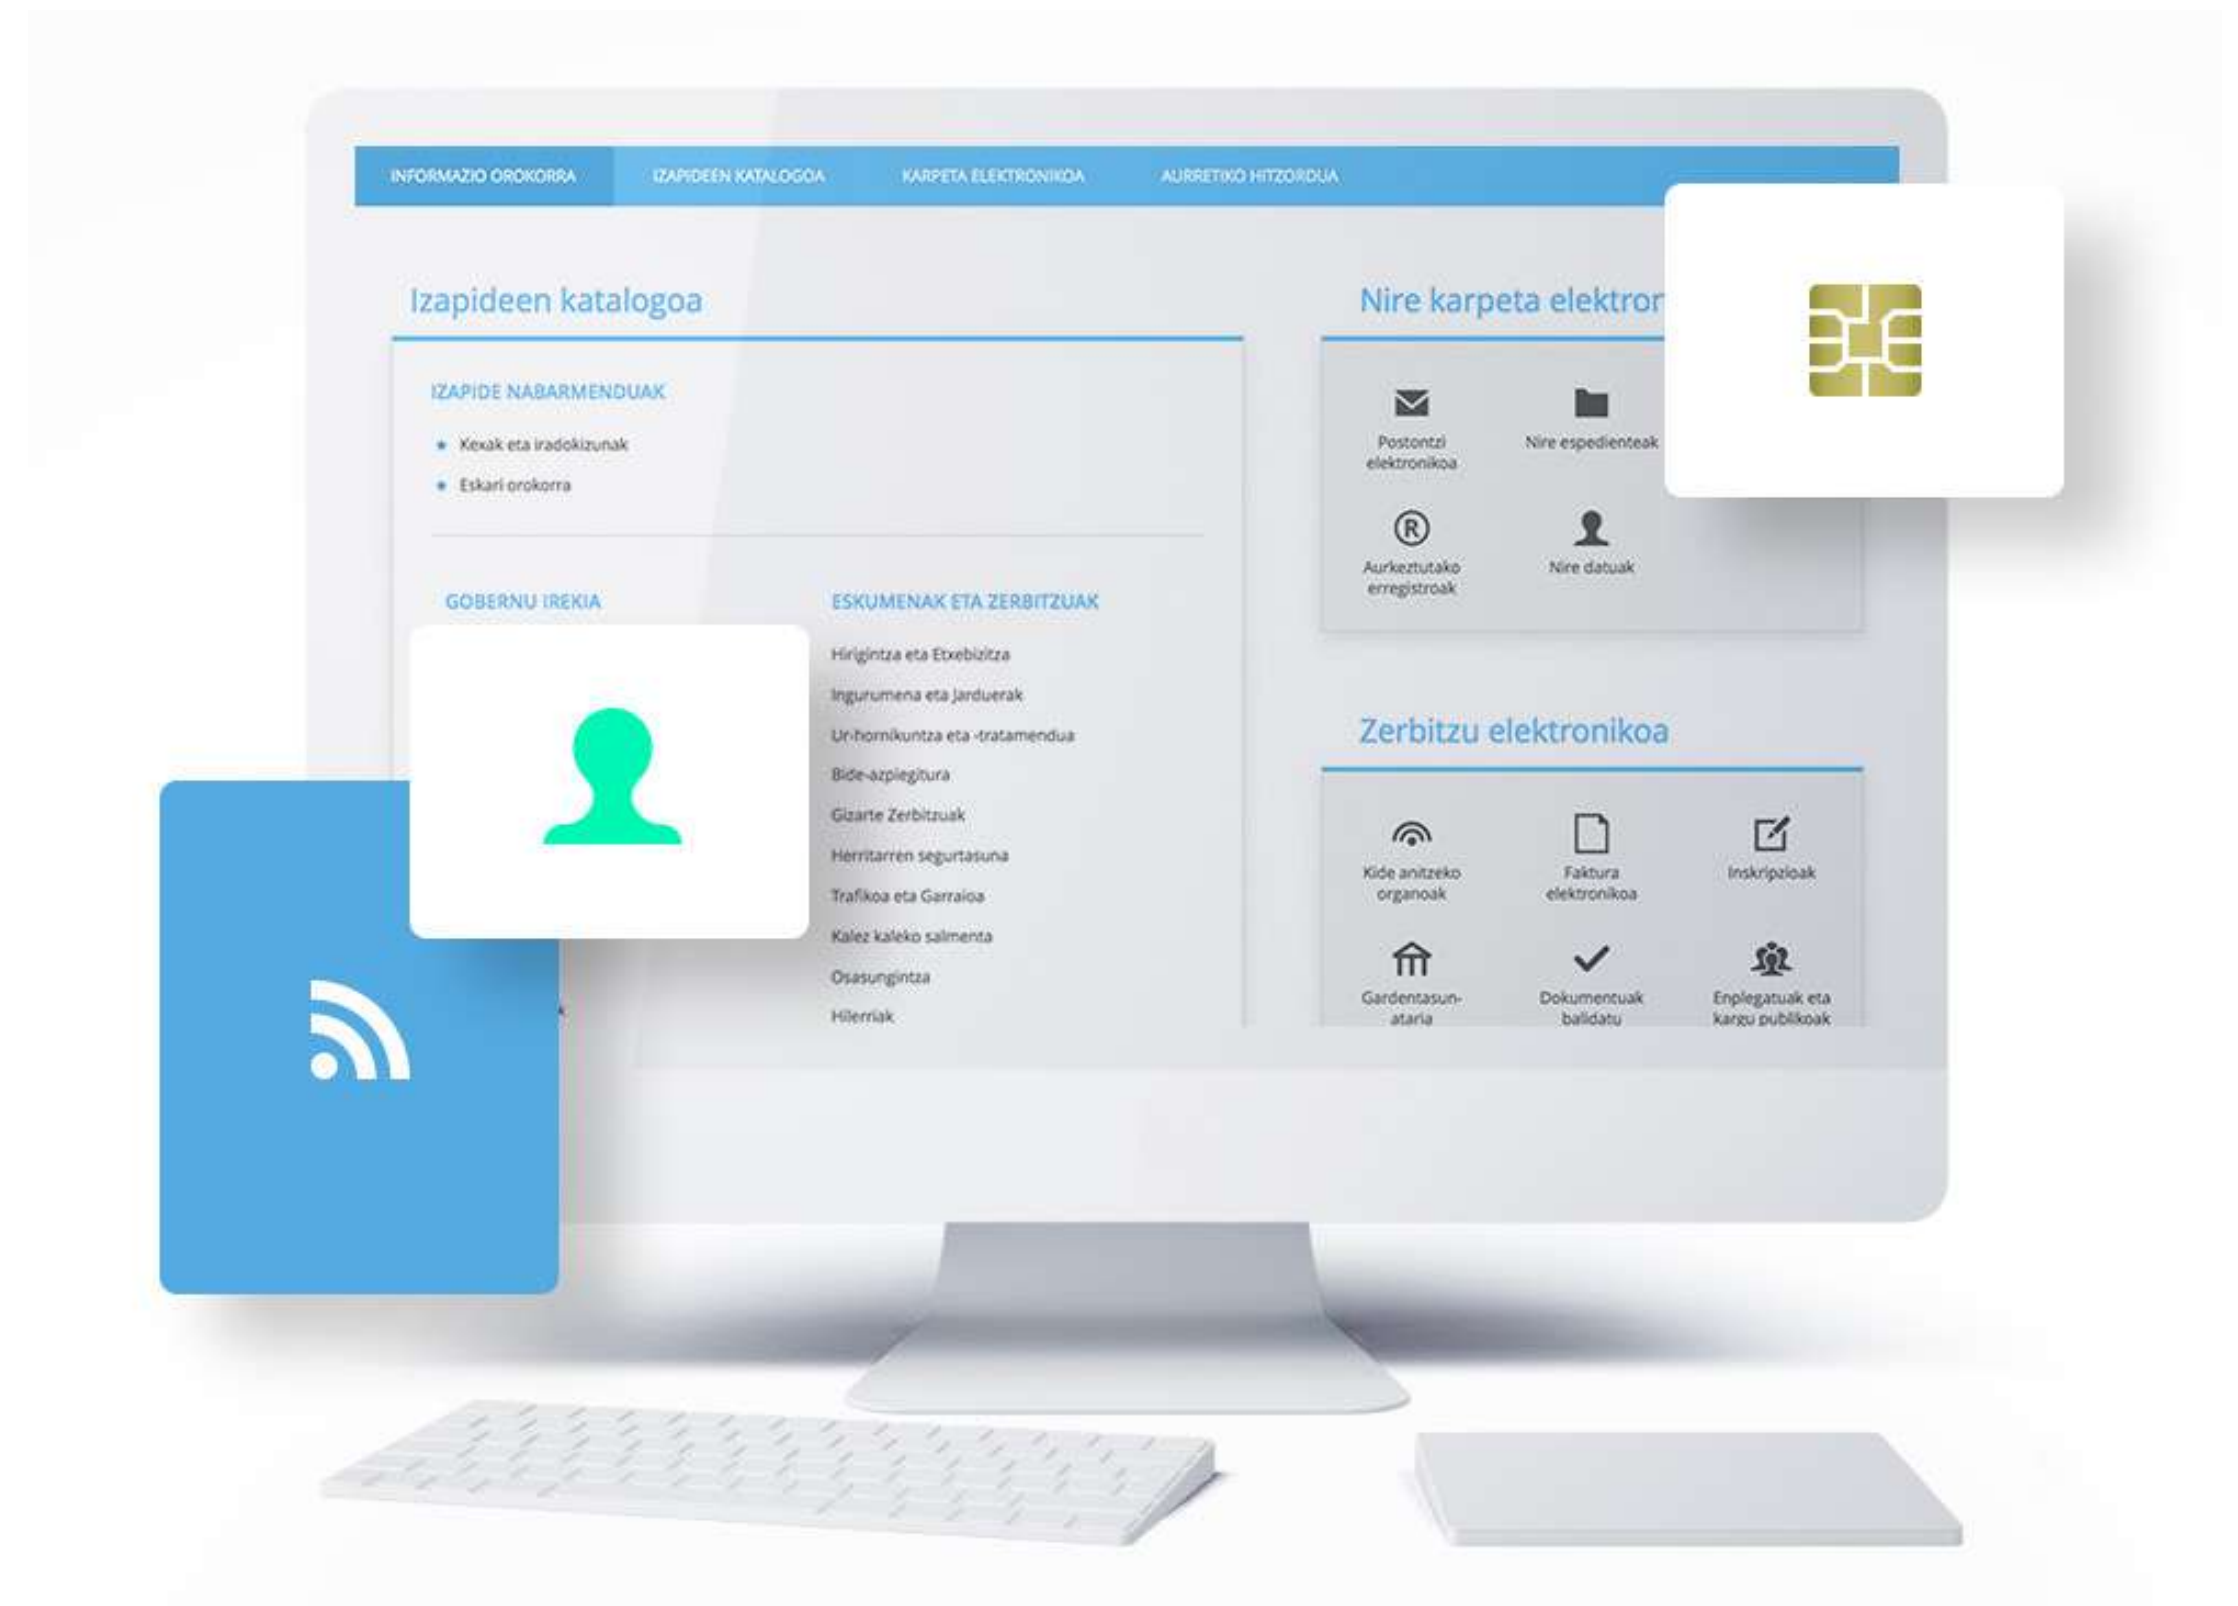 INFORMAZIO OROKORRA
IZAPIDEEN KATALOGOA
KARPETA ELEKTRONIKOA
AURRETIKO HITZORDUA
Izapideen katalogoa
IZAPIDE NABARMENDUAK
Kexak eta iradokizunak
Eskari orokorra
GOBERNU IREKIA
ESKUMENAK ETA ZERBITZUAK
Hirigintza eta Etxebizitza
Ingurumena eta Jarduerak
Ur-hornikuntza eta -tratamendua
Bide-azpiegitura
Gizarte Zerbitzuak
Herritarren segurtasuna
Trafikoa eta Garraioa
Kalez kaleko salmenta
Osasungintza
Hilerriak
Nire karpeta
Postontzi
elektronikoa
Nire espedienteak
®
Aurkeztutako
erregistroak
Nire datuak
Zerbitzu elektronikoa
Kide anitzeko
organoak
Faktura
elektronikoa
Inskripzioak
Gardentasun-
ataria
Dokumentuak
balidatu
Enplegatuak eta
kargu publikoak